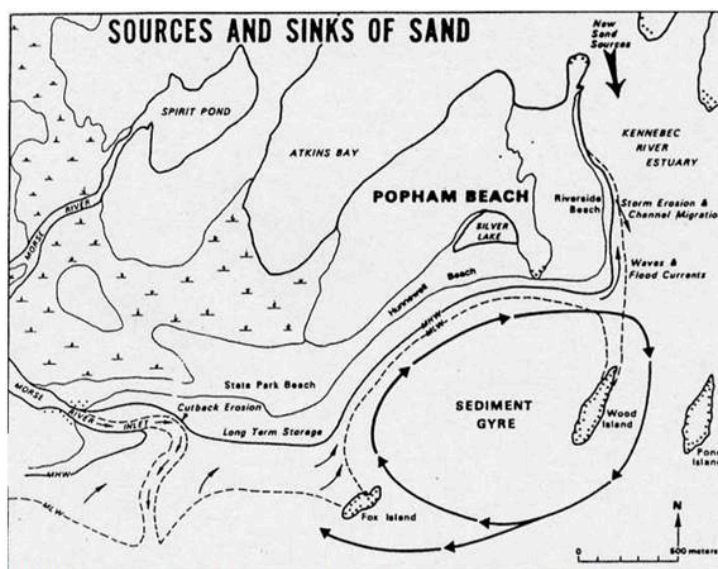 SOURCES AND SINKS OF SAND
New
Sand
Sources
SPIRIT POND
KENNEBEC
RIVER
ESTUARY
ATKINS BAY
POPHAM BEACH
Riverside
Beach
Storm Erosion &
Channel Migration
MORSE RIVER
SILVER
LAKE
Waves &
Flood Currents
Hunnewell Beach
MHW
MLW
State Park Beach
MORSE
RIVER
INLET
Cutback Erosion
Long Term Storage
SEDIMENT
GYRE
Wood
Island
Pond
Island
MHW
MLW
Fox Island
N
0
500 meters